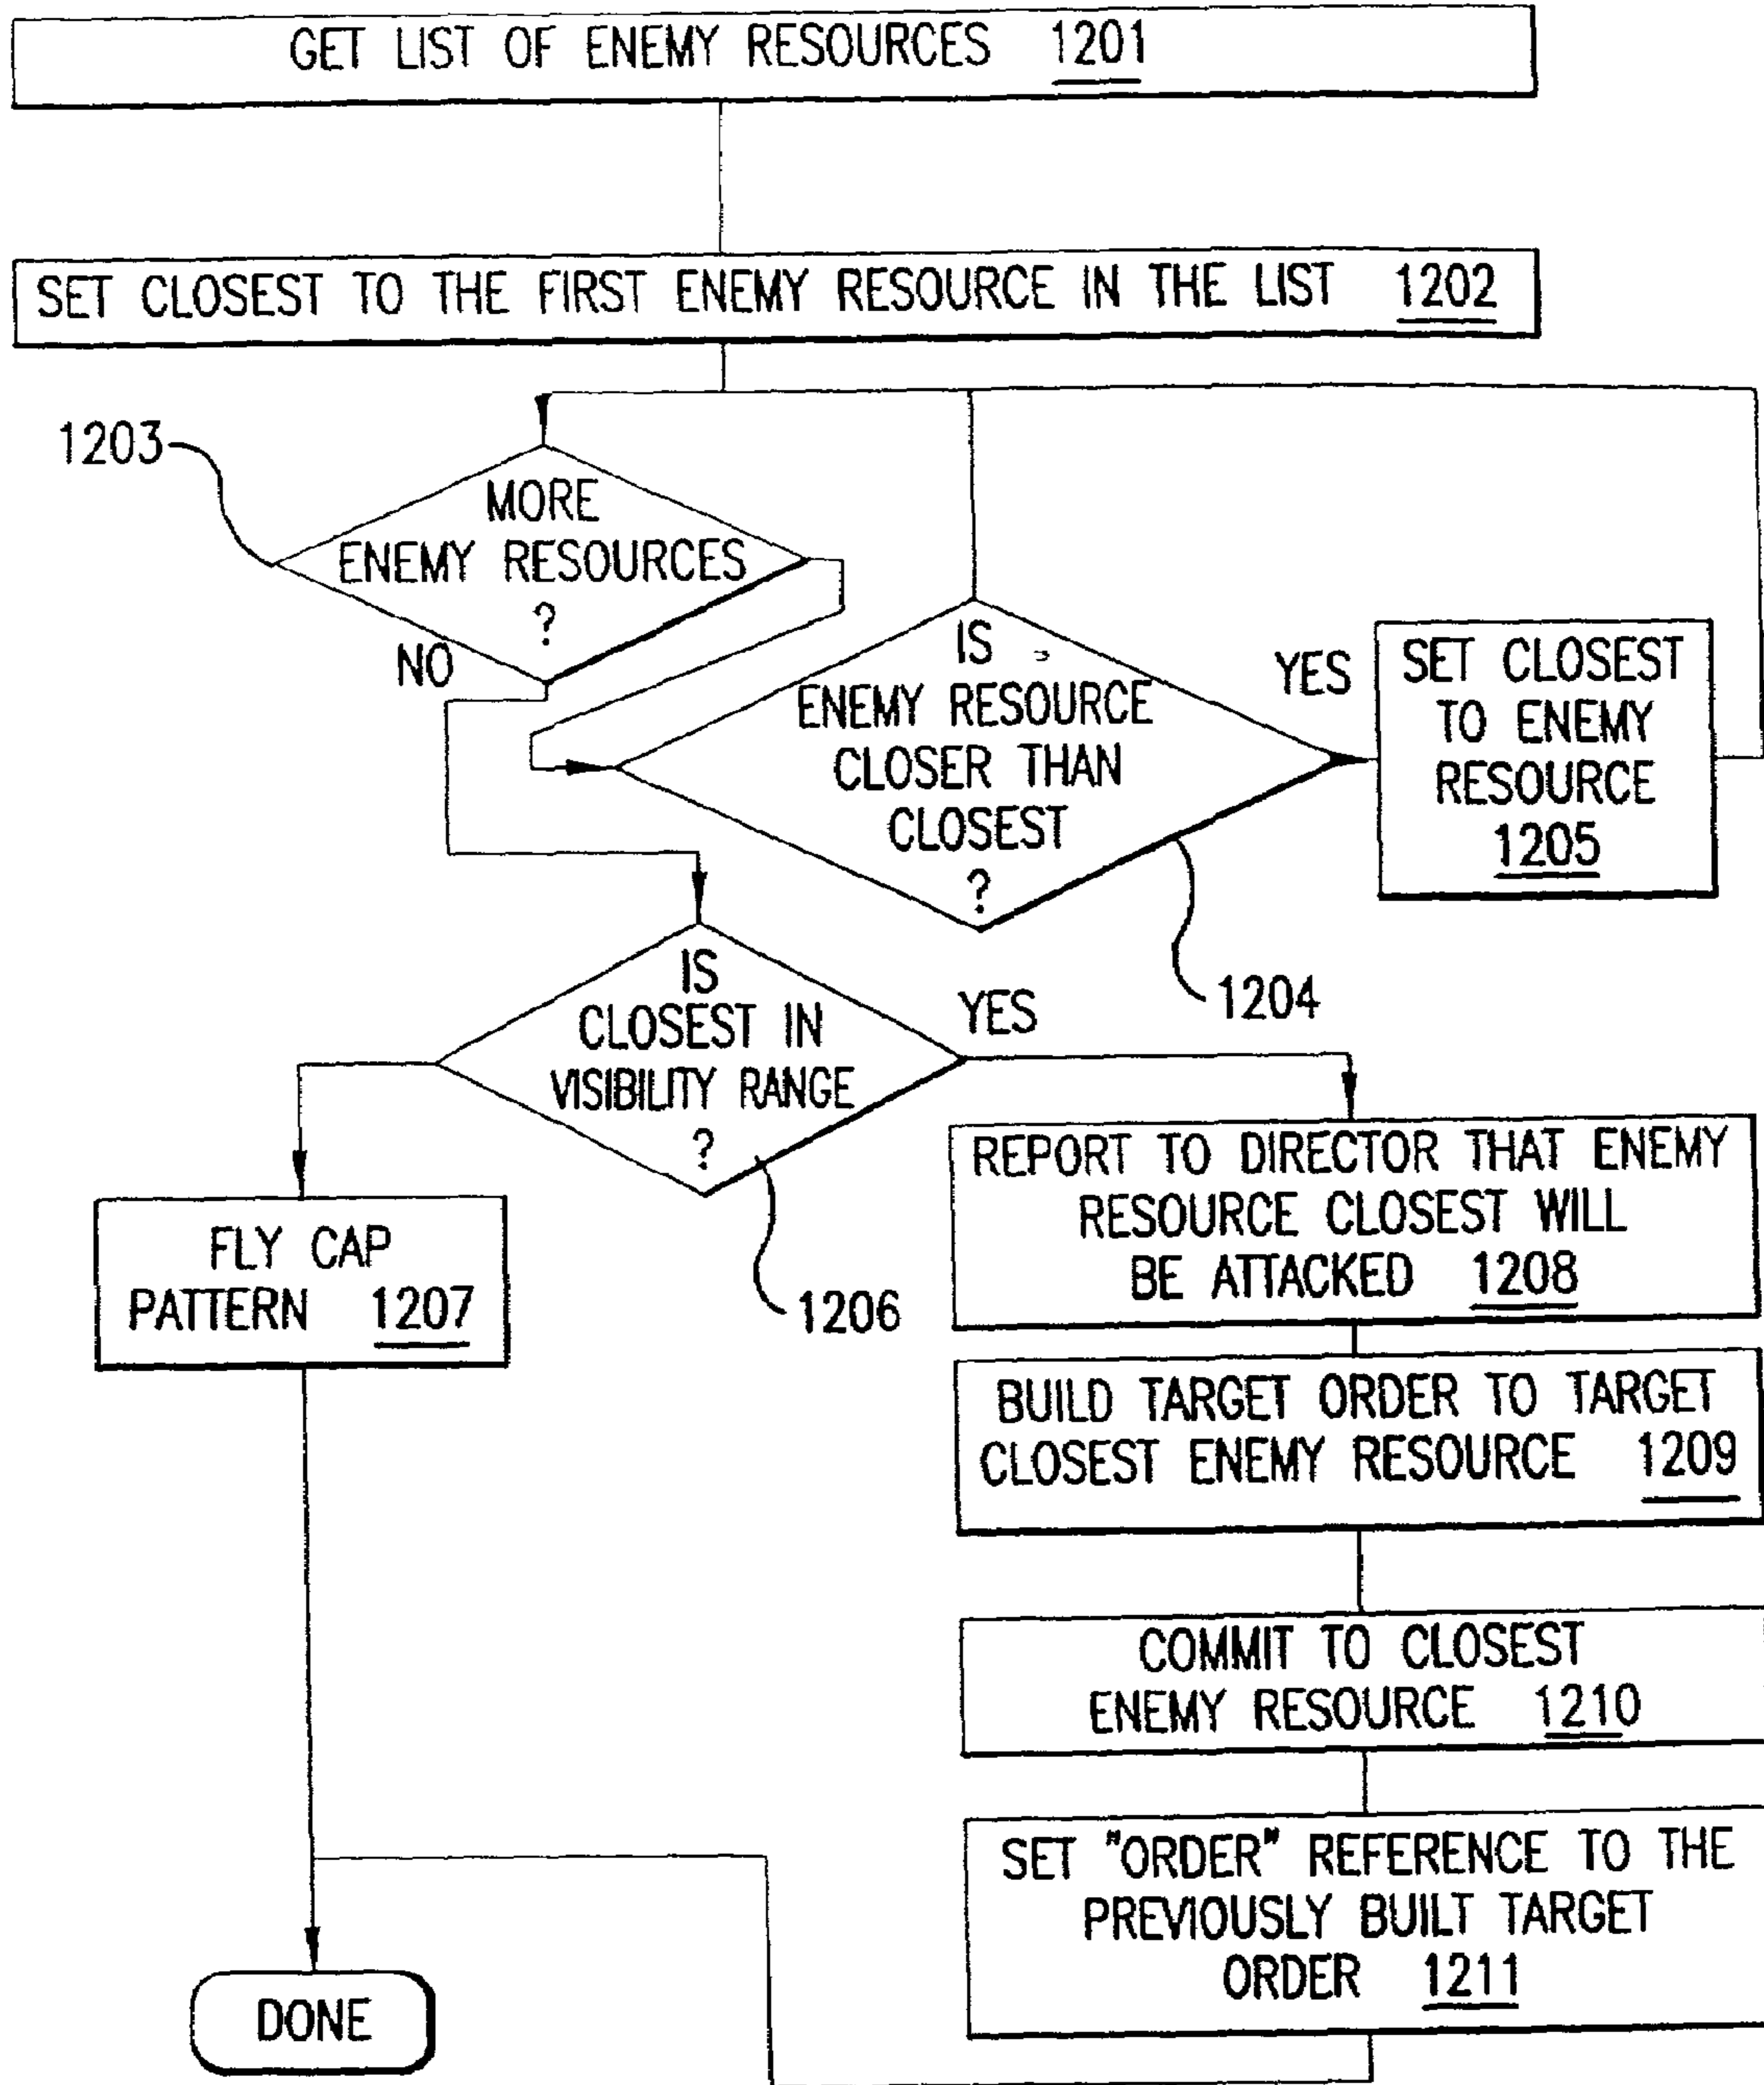 GET LIST OF ENEMY RESOURCES 1201
SET CLOSEST TO THE FIRST ENEMY RESOURCE IN THE LIST 1202
1203
MORE
ENEMY RESOURCES
?
NO
IS
ENEMY RESOURCE
CLOSER THAN
CLOSEST
?
YES
SET CLOSEST
TO ENEMY
RESOURCE
1205
1204
IS
CLOSEST IN
VISIBILITY RANGE
?
YES
1206
FLY CAP
PATTERN 1207
REPORT TO DIRECTOR THAT ENEMY
RESOURCE CLOSEST WILL
BE ATTACKED 1208
BUILD TARGET ORDER TO TARGET
CLOSEST ENEMY RESOURCE 1209
COMMIT TO CLOSEST
ENEMY RESOURCE 1210
SET "ORDER" REFERENCE TO THE
PREVIOUSLY BUILT TARGET
ORDER 1211
DONE